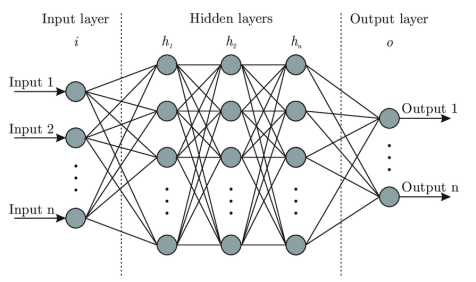 Input layer
Hidden layers
Output layer
i
h₁
h₂
hₙ
o
Input 1
Input 2
Input n
Output 1
Output n